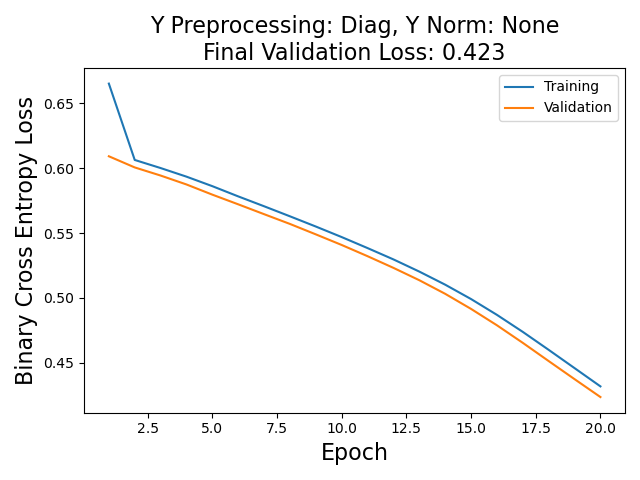 Y Preprocessing: Diag, Y Norm: None
Final Validation Loss: 0.423
Training
Validation
Binary Cross Entropy Loss
0.65
0.60
0.55
0.50
0.45
2.5 5.0 7.5 10.0 12.5 15.0 17.5 20.0
Epoch